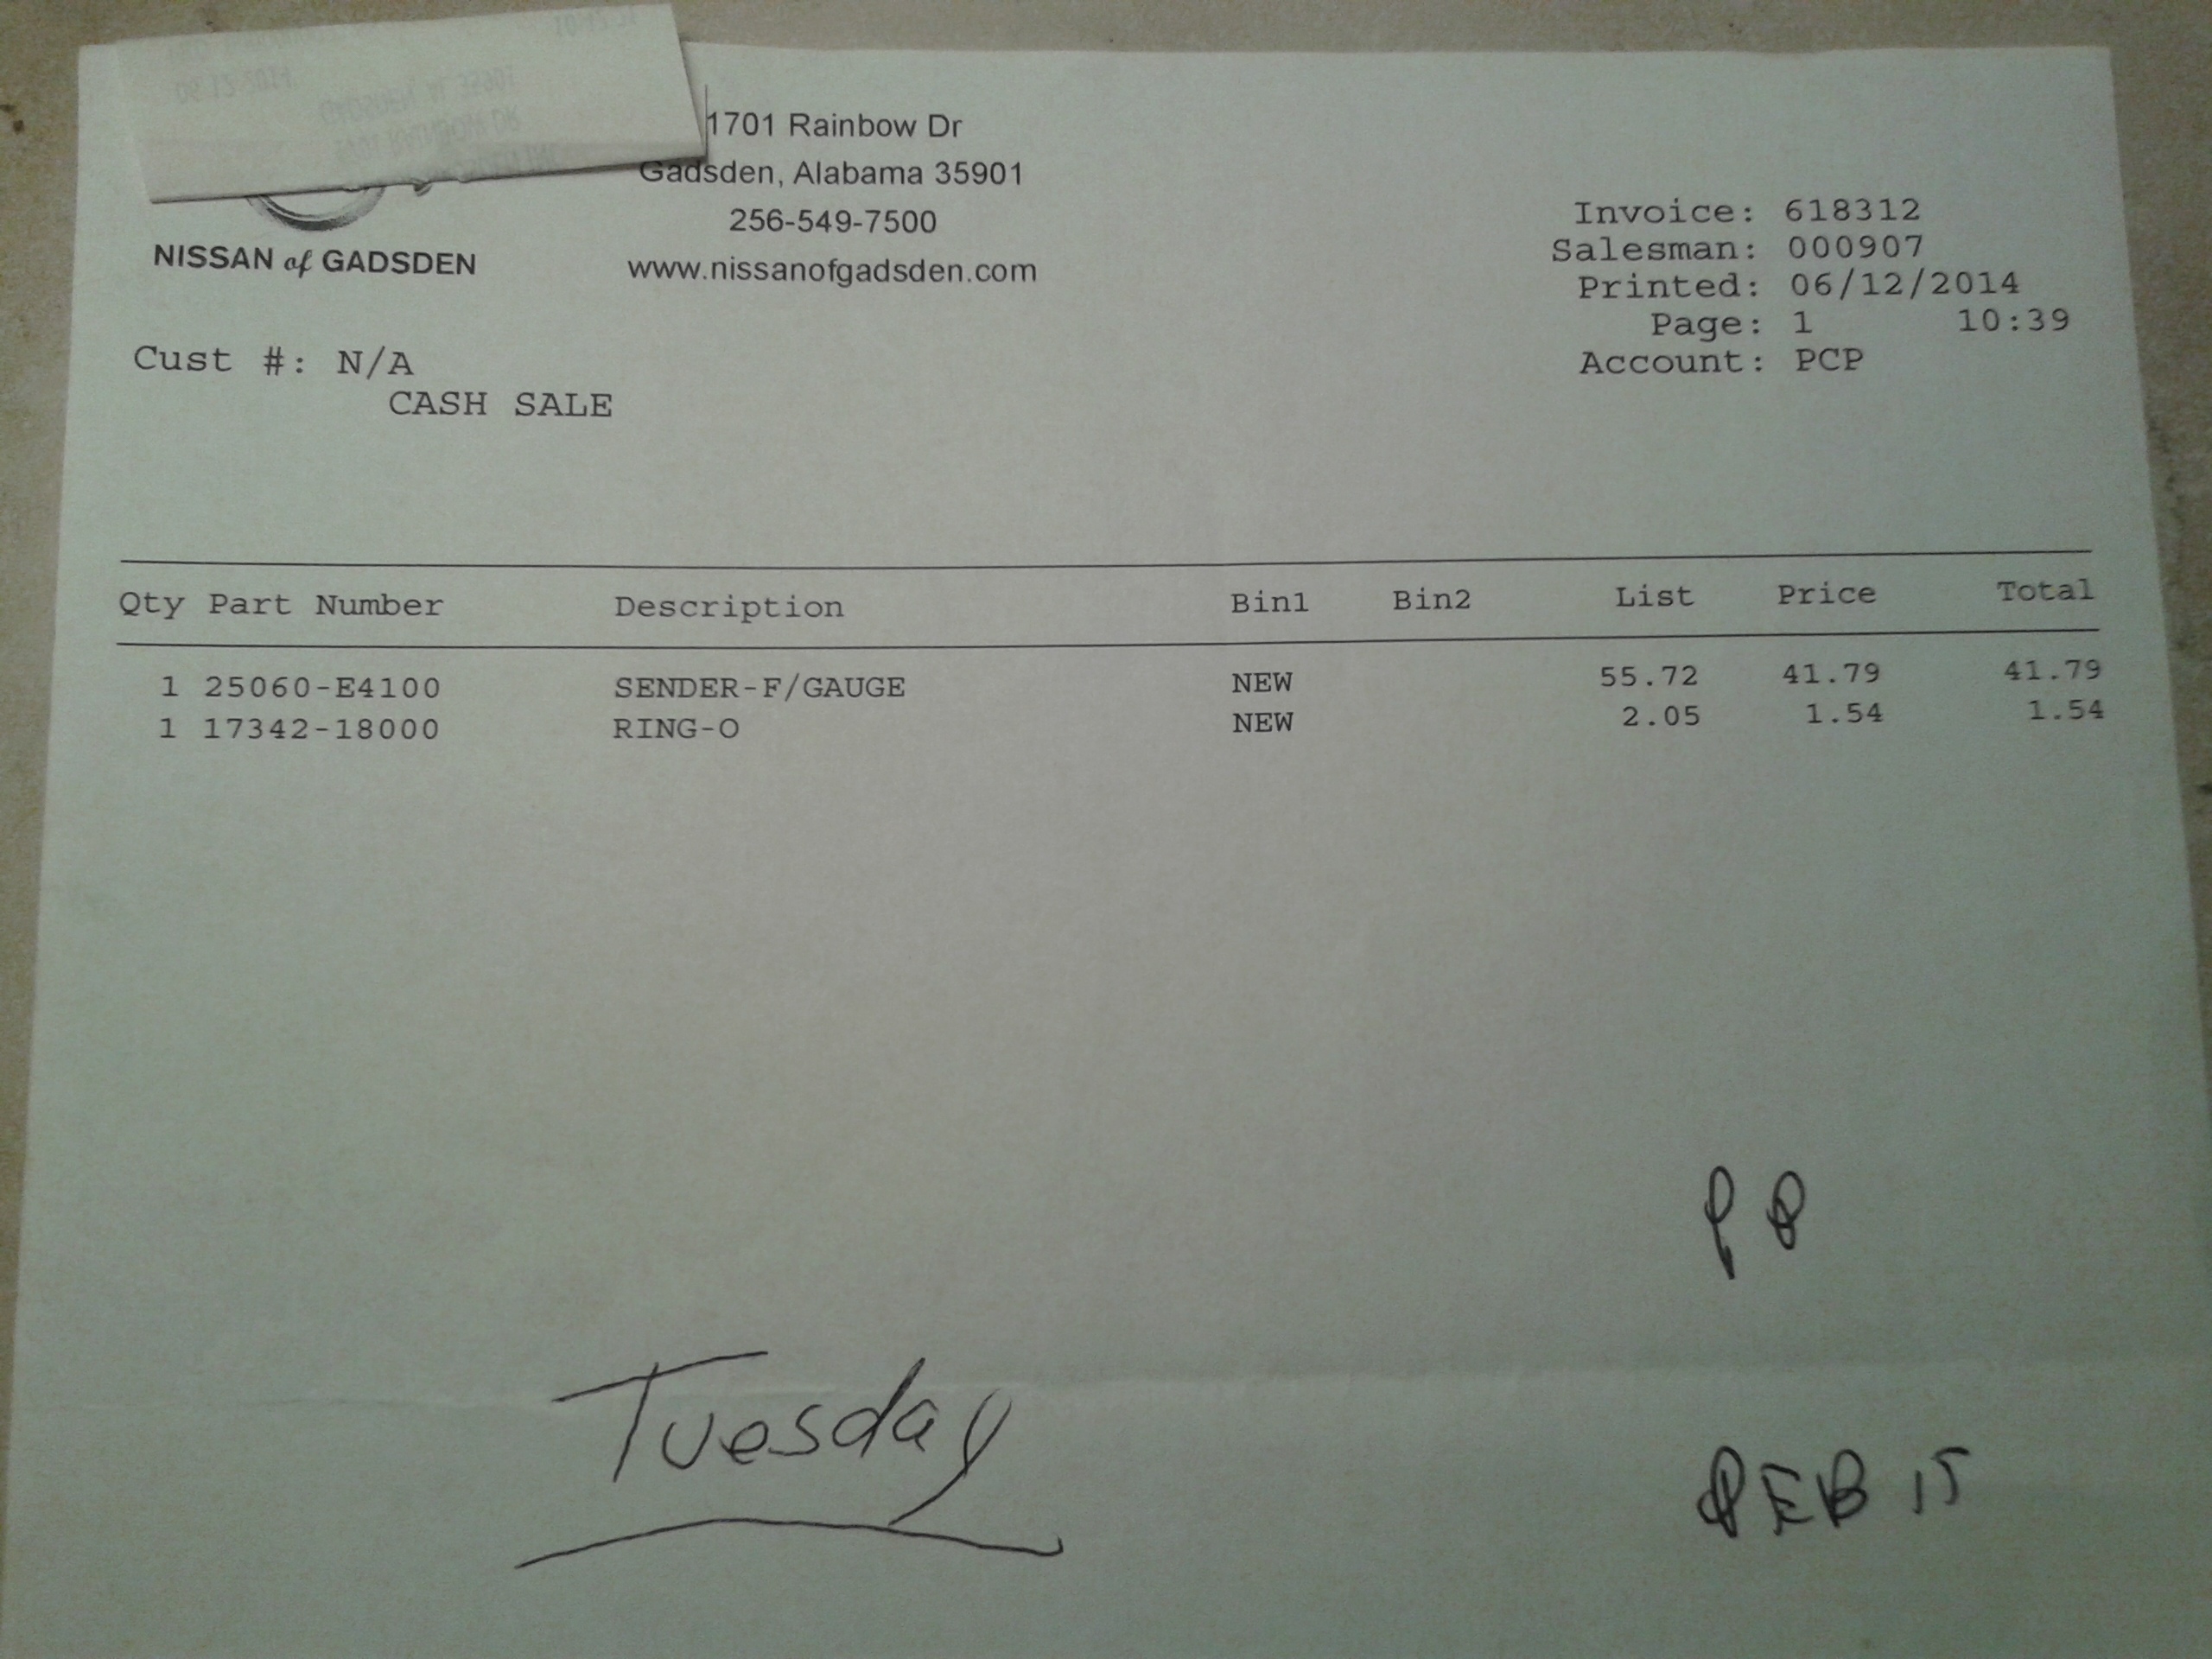 1701 Rainbow Dr
Gadsden, Alabama 35901
256-549-7500
www.nissanofgadsden.com
NISSAN of GADSDEN
Invoice: 618312
Salesman: 000907
Printed: 06/12/2014
Page: 1 10:39
Account: PCP
Cust #: N/A
CASH SALE
Qty Part Number Description Bin1 Bin2 List Price Total
1 25060-E4100 SENDER-F/GAUGE NEW 55.72 41.79 41.79
1 17342-18000 RING-O NEW 2.05 1.54 1.54
Tuesday